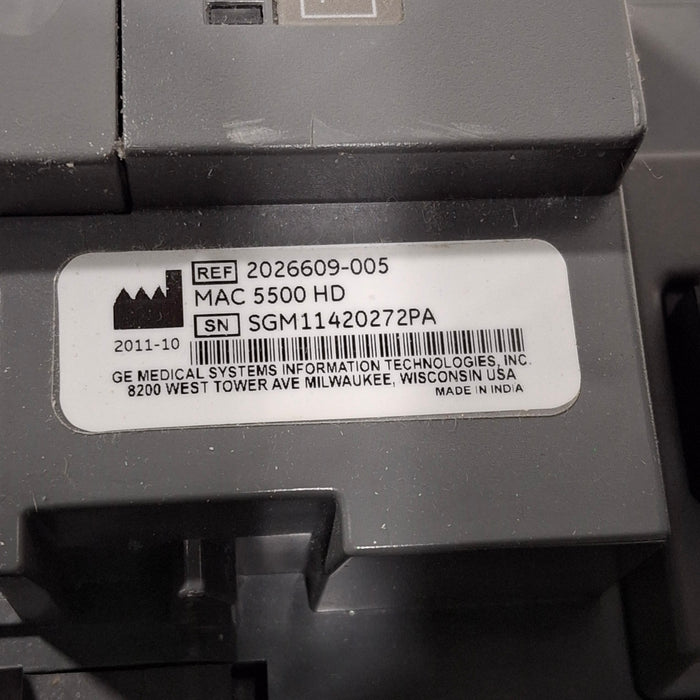 REF 2026609-005
MAC 5500 HD
SN SGM11420272PA
2011-10
GE MEDICAL SYSTEMS INFORMATION TECHNOLOGIES, INC.
8200 WEST TOWER AVE MILWAUKEE, WISCONSIN USA
MADE IN INDIA